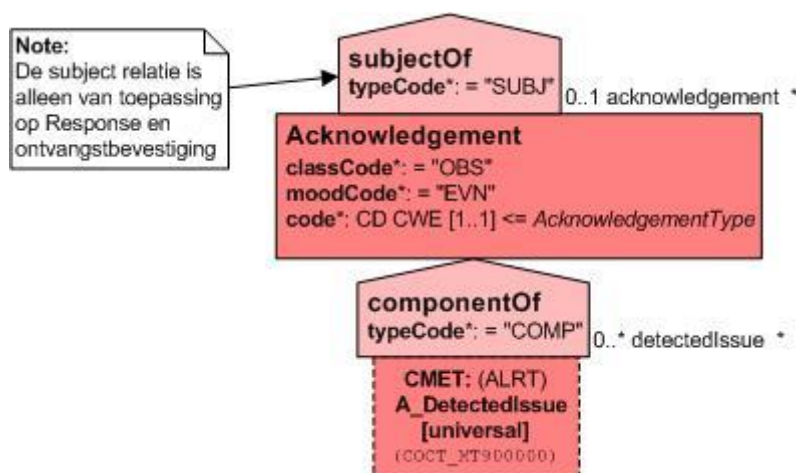 Note:
De subject relatie is
alleen van toepassing
op Response en
ontvangstbevestiging
subjectOf
typeCode*: = "SUBJ"
0..1 acknowledgement *
Acknowledgement
classCode*: = "OBS"
moodCode*: = "EVN"
code*: CD CWE [1..1] <= AcknowledgementType
componentOf
typeCode*: = "COMP"
0..* detectedIssue *
CMET: (ALRT)
A_DetectedIssue
[universal]
(COCT_MT900000)